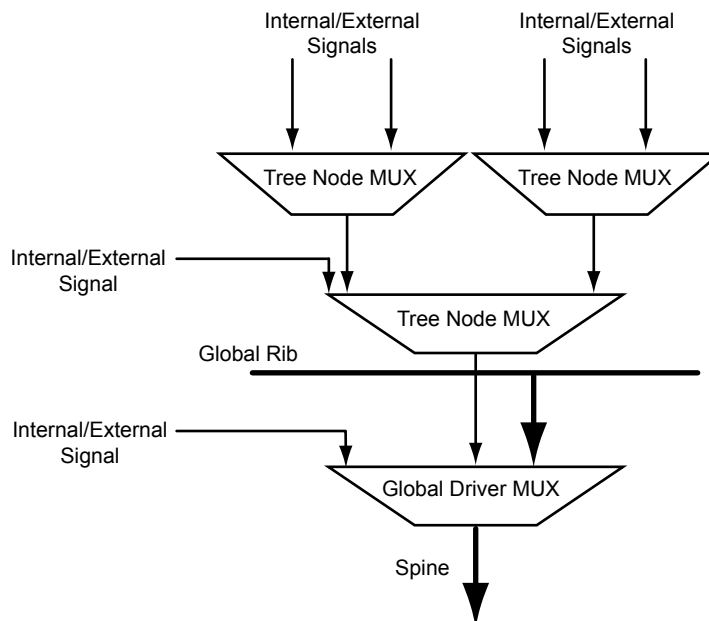 Internal/External
Signals
Internal/External
Signals
Tree Node MUX
Tree Node MUX
Internal/External
Signal
Tree Node MUX
Global Rib
Internal/External
Signal
Global Driver MUX
Spine